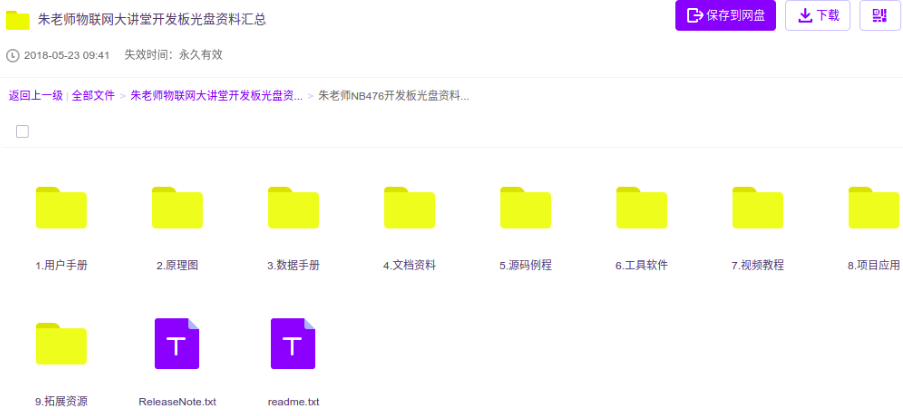 朱老师物联网大讲堂开发板光盘资料汇总
保存到网盘
下载
2018-05-23 09:41 失效时间：永久有效
返回上一级 | 全部文件 > 朱老师物联网大讲堂开发板光盘资... > 朱老师NB476开发板光盘资料...
1.用户手册
2.原理图
3.数据手册
4.文档资料
5.源码例程
6.工具软件
7.视频教程
8.项目应用
9.拓展资源
ReleaseNote.txt
readme.txt